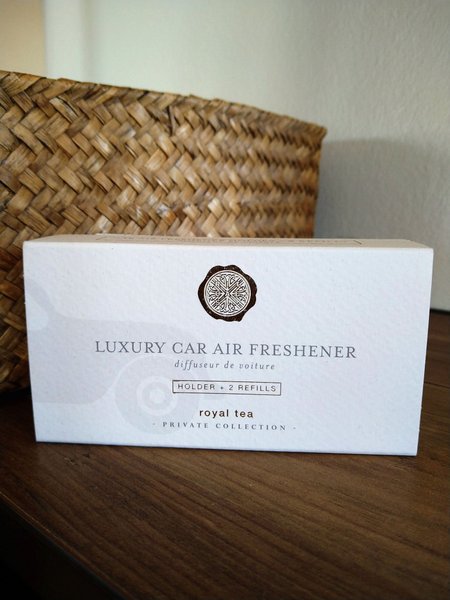 LUXURY CAR AIR FRESHENER
diffuseur de voiture
HOLDER + 2 REFILLS
royal tea
- PRIVATE COLLECTION -